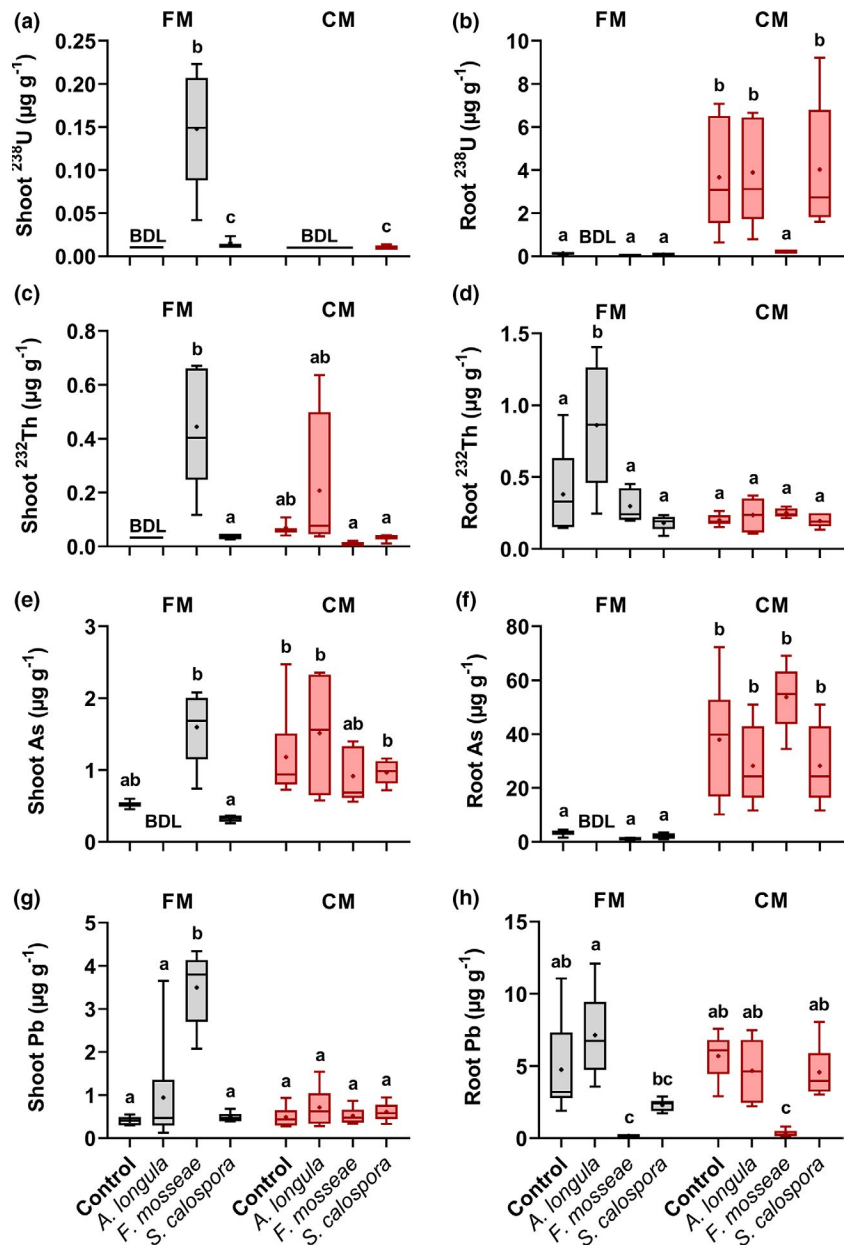 (a) FM CM
Shoot ²³⁸U (µg g⁻¹)
0.25
0.20
0.15
0.10
0.05
0.00
b
BDL
c
BDL
c
(b) FM CM
Root ²³⁸U (µg g⁻¹)
10
8
6
4
2
0
a
BDL
a
a
b
b
a
b
(c) FM CM
Shoot ²³²Th (µg g⁻¹)
0.8
0.6
0.4
0.2
0.0
BDL
b
a
ab
ab
a
a
(d) FM CM
Root ²³²Th (µg g⁻¹)
1.5
1.0
0.5
0.0
a
b
a
a
a
a
a
a
(e) FM CM
Shoot As (µg g⁻¹)
3
2
1
0
ab
BDL
b
a
b
b
ab
b
(f) FM CM
Root As (µg g⁻¹)
80
60
40
20
0
a
BDL
a
a
b
b
b
b
(g) FM CM
Shoot Pb (µg g⁻¹)
5
4
3
2
1
0
a
a
b
a
a
a
a
a
Control
A. longula
F. mosseae
S. calospora
Control
A. longula
F. mosseae
S. calospora
(h) FM CM
Root Pb (µg g⁻¹)
15
10
5
0
ab
a
c
bc
ab
ab
c
ab
Control
A. longula
F. mosseae
S. calospora
Control
A. longula
F. mosseae
S. calospora